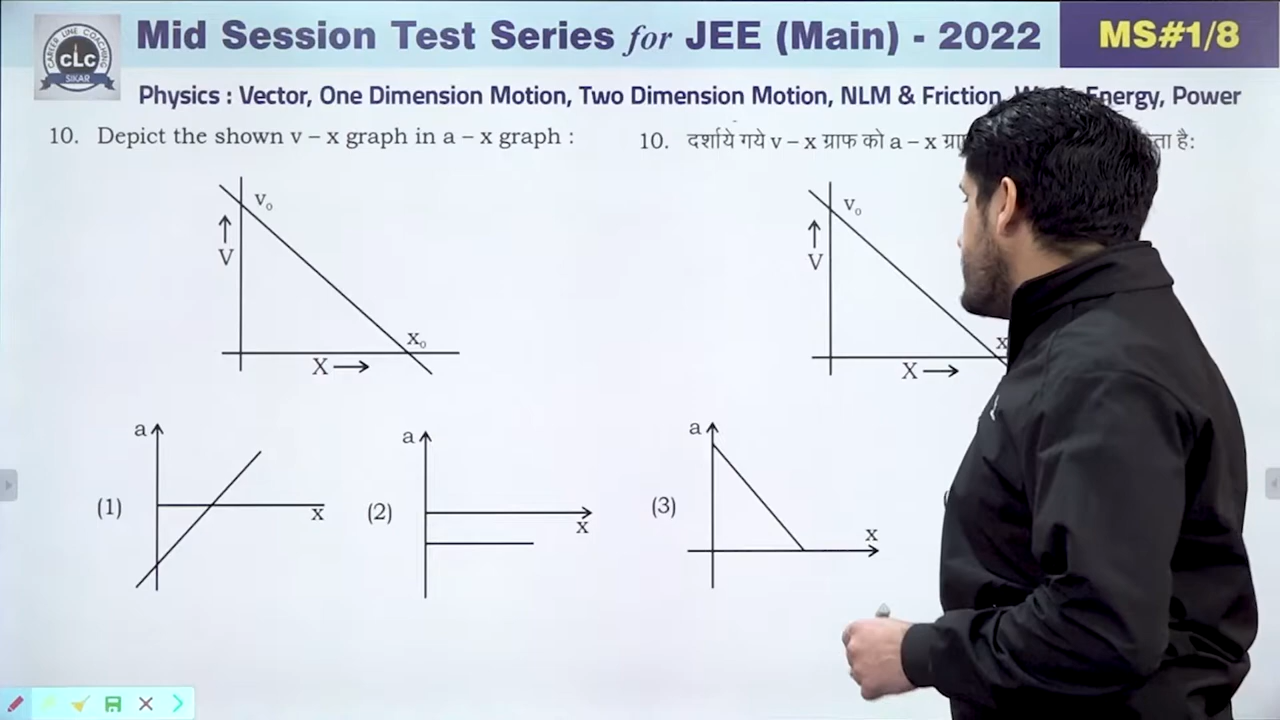 CAREER LINE COACHING
CLC
SIKAR
Mid Session Test Series for JEE (Main) - 2022
MS#1/8
Physics : Vector, One Dimension Motion, Two Dimension Motion, NLM & Friction, Energy, Power
10. Depict the shown v – x graph in a – x graph :
10. दर्शाये गये v – x ग्राफ को a – x है:
v₀
V
x₀
X
v₀
V
x
X
(1)
a
x
(2)
a
x
(3)
a
x